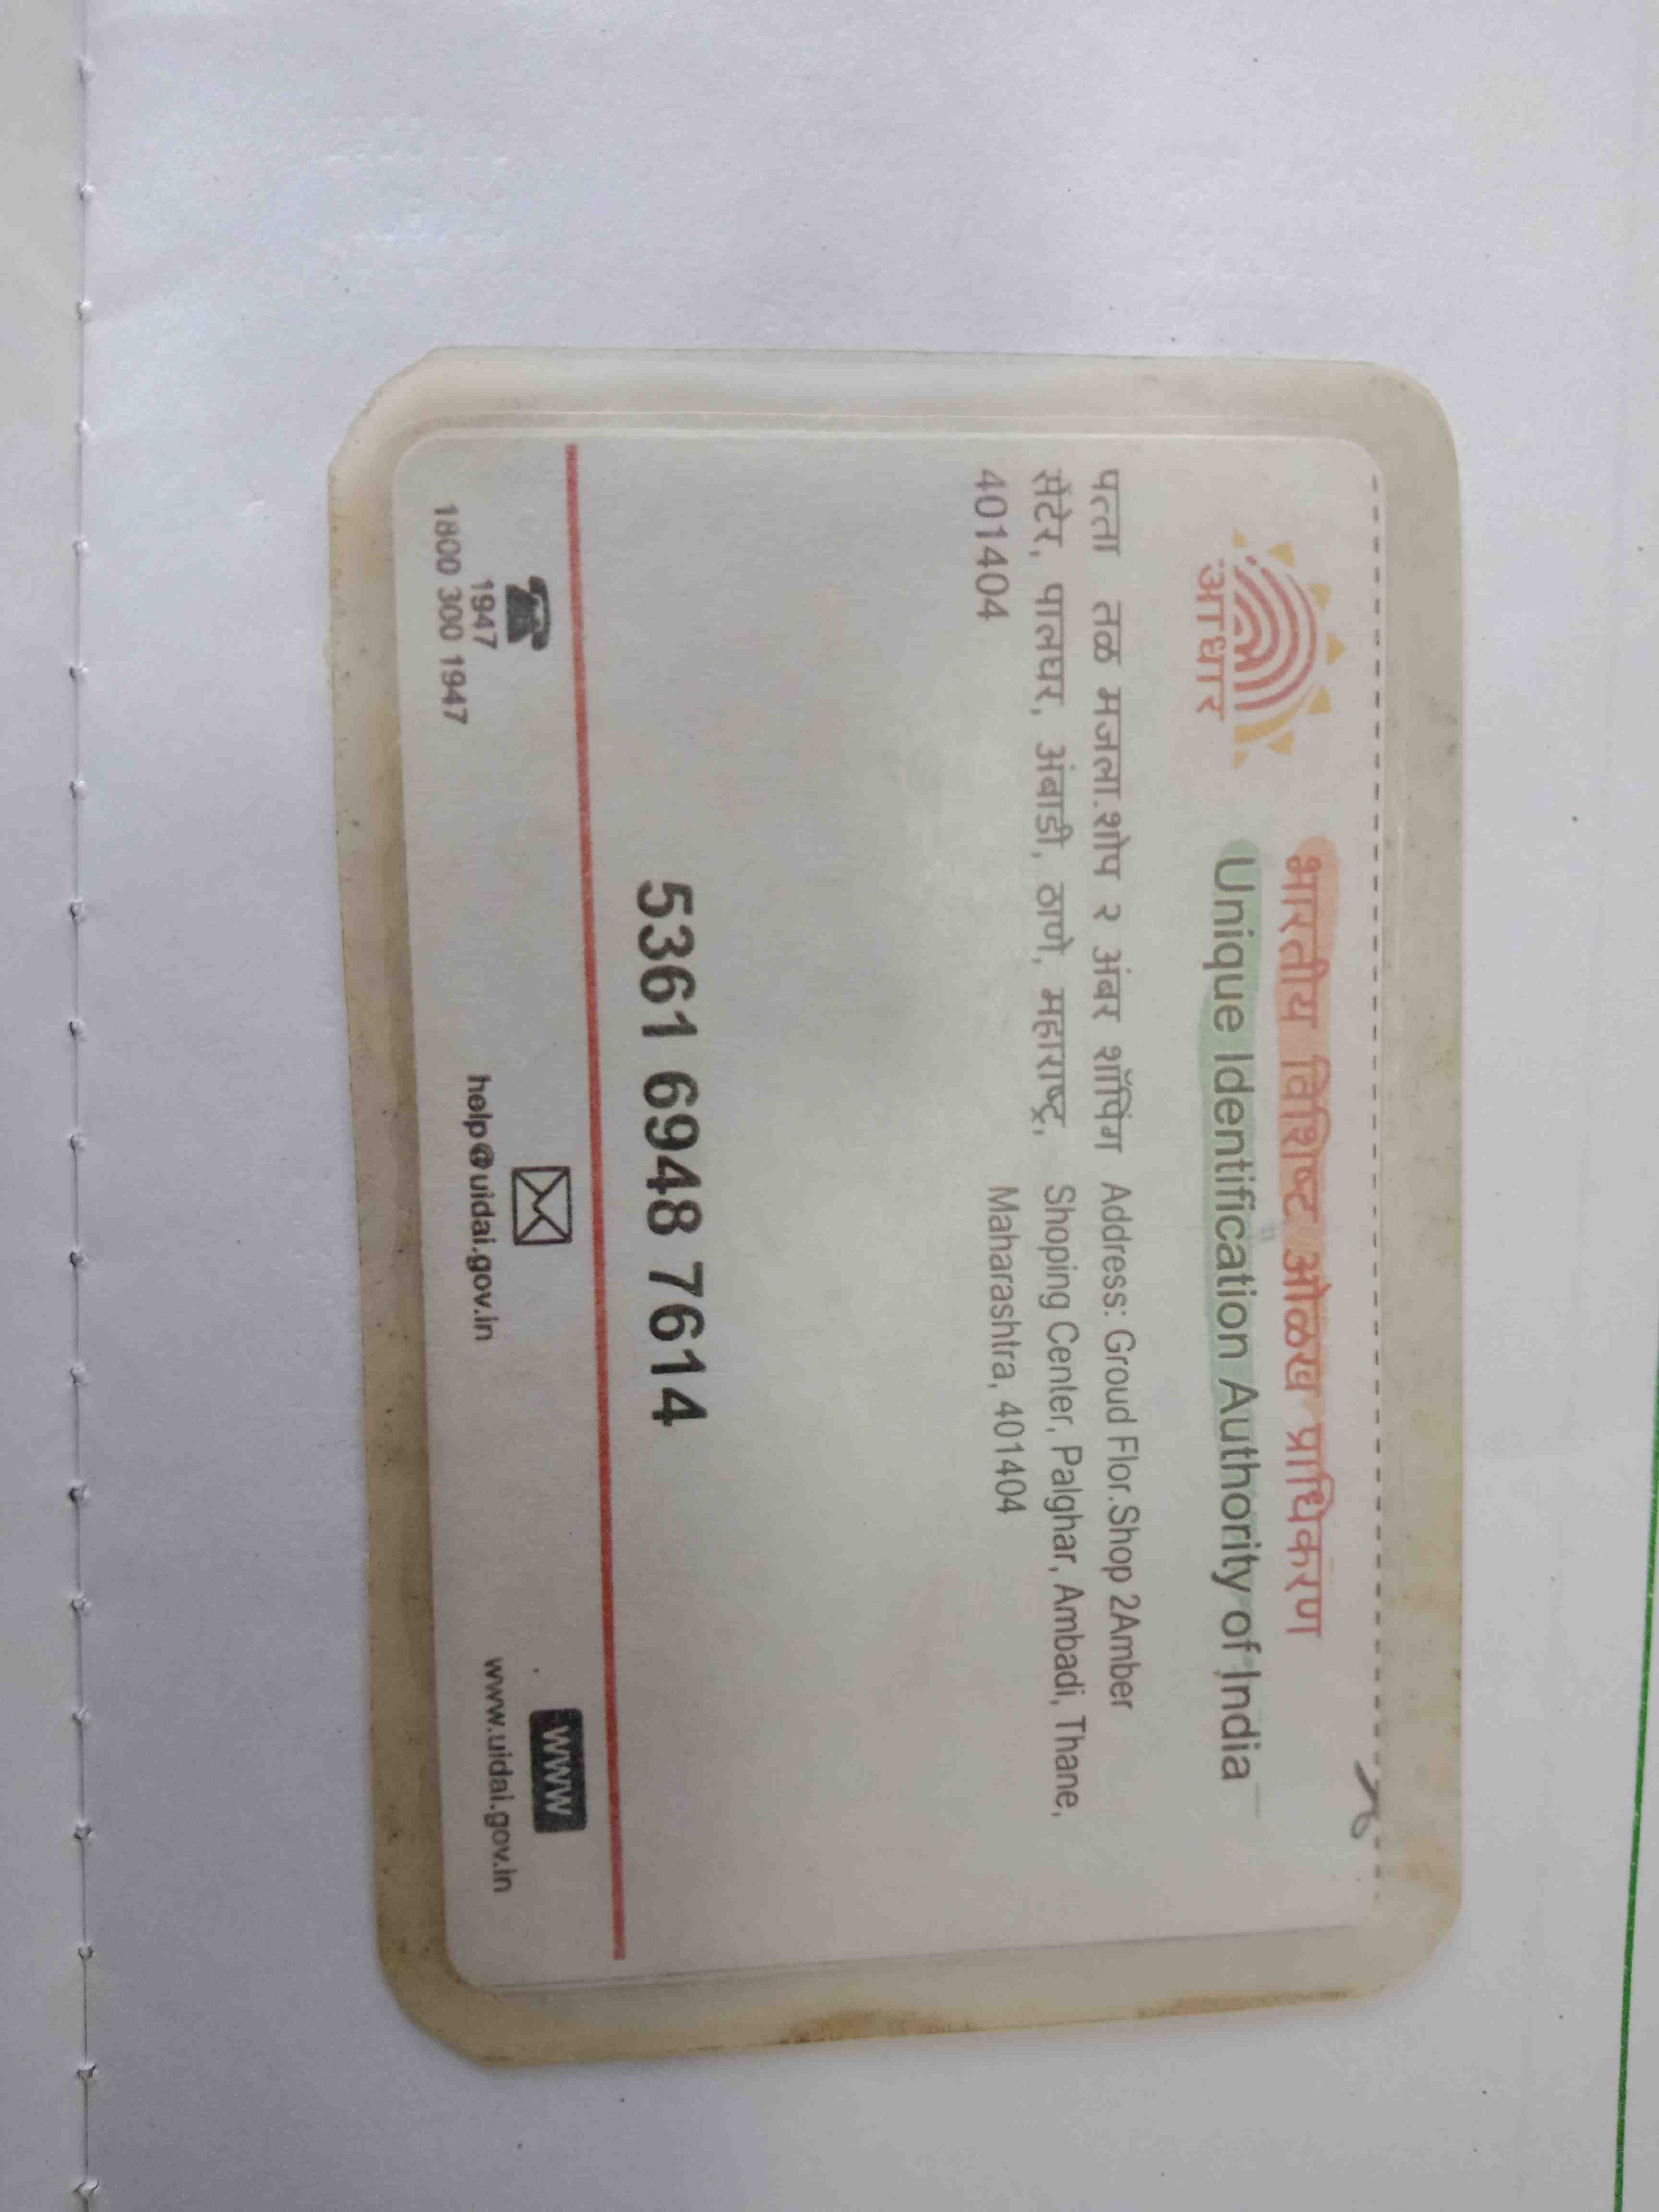 आधार
भारतीय विशिष्ट ओळख प्राधिकरण
Unique Identification Authority of India
पत्ता तळ मजला.शोप २ अंबर शॉपिंग
सेंटेर, पालघर, अंबाडी, ठाणे, महाराष्ट्र,
401404
Address: Groud Flor.Shop 2Amber
Shoping Center, Palghar, Ambadi, Thane,
Maharashtra, 401404
5361 6948 7614
1947
1800 300 1947
help@uidai.gov.in
WWW
www.uidai.gov.in